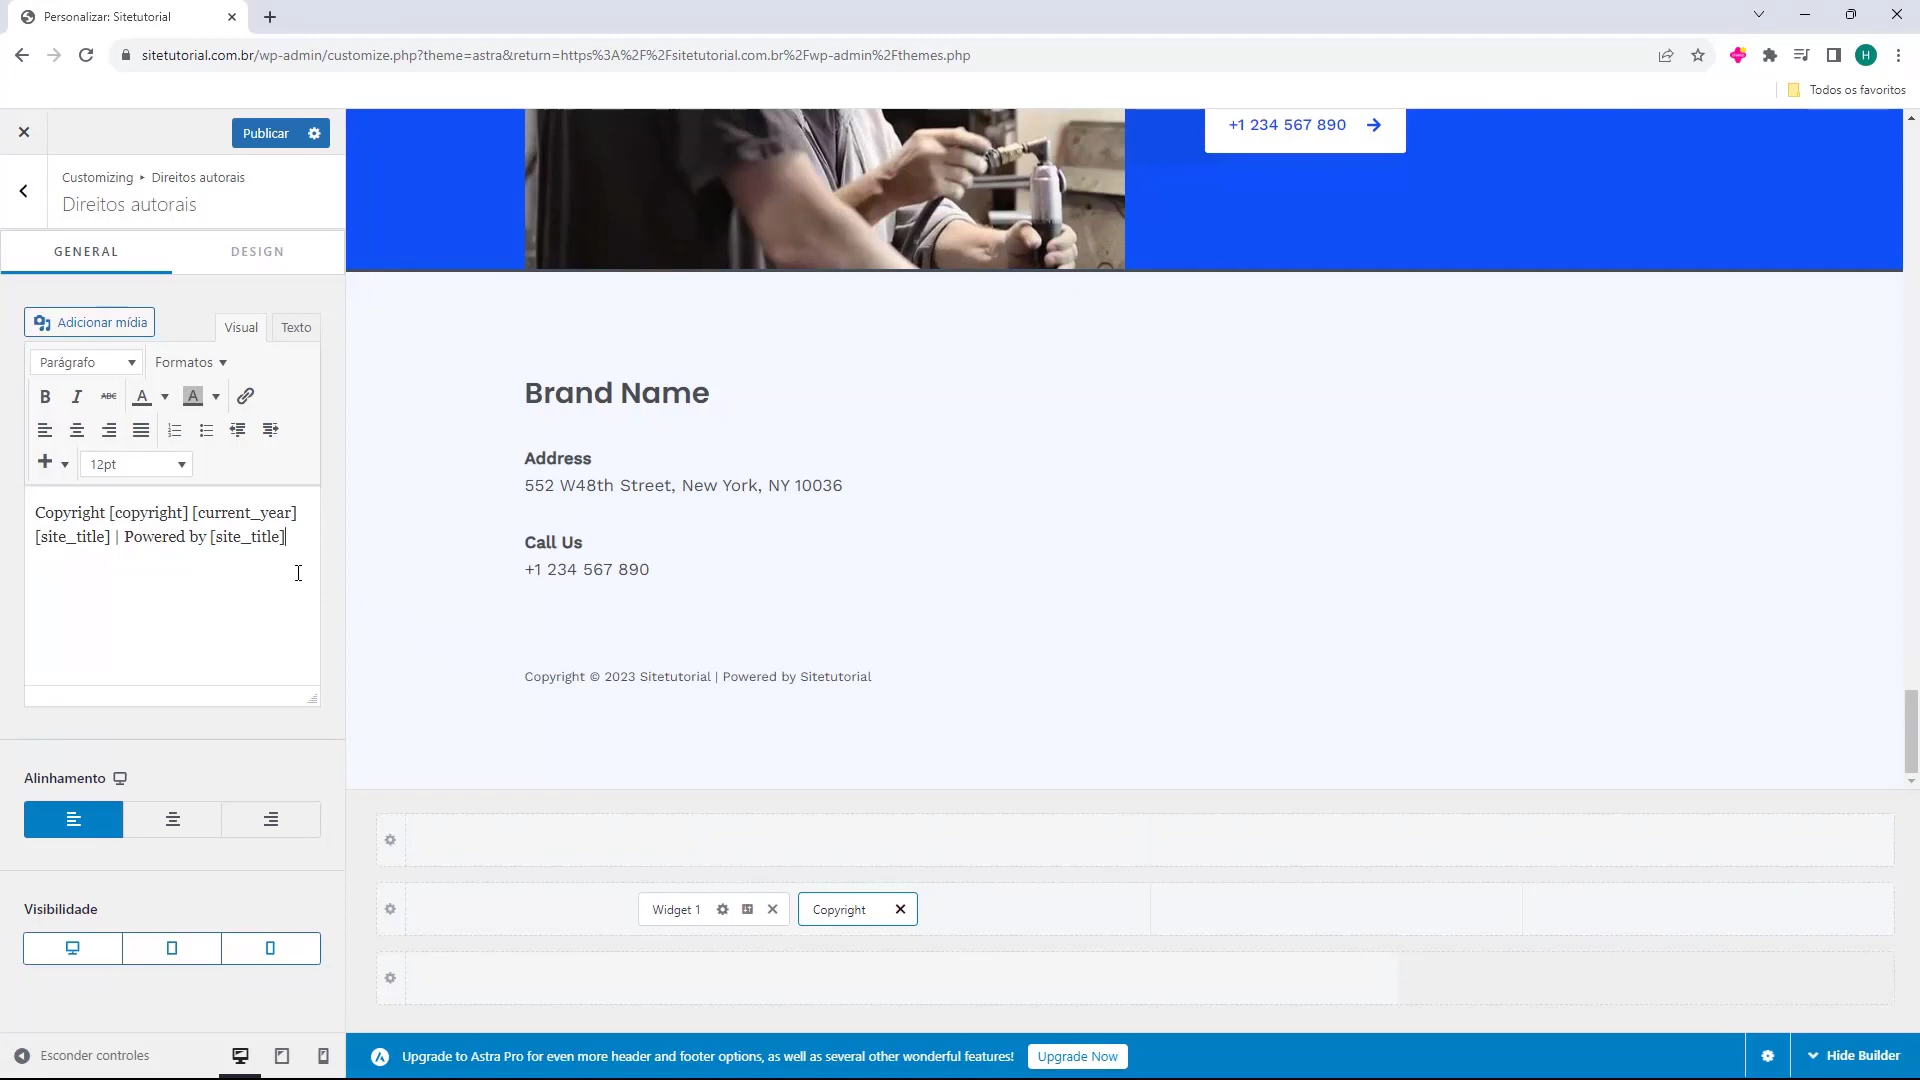 Personalizar: Sitetutorial
sitetutorial.com.br/wp-admin/customize.php?theme=astra&return=https%3A%2F%2Fsitetutorial.com.br%2Fwp-admin%2Fthemes.php
H
Todos os favoritos
Publicar
Customizing ▸ Direitos autorais
Direitos autorais
GENERAL
DESIGN
Adicionar mídia
Visual
Texto
Parágrafo
Formatos
B
I
ABC
A
A
12pt
Copyright [copyright] [current_year]
[site_title] | Powered by [site_title]
Alinhamento
Visibilidade
Esconder controles
+1 234 567 890
Brand Name
Address
552 W48th Street, New York, NY 10036
Call Us
+1 234 567 890
Copyright © 2023 Sitetutorial | Powered by Sitetutorial
Widget 1
Copyright
Upgrade to Astra Pro for even more header and footer options, as well as several other wonderful features!
Upgrade Now
Hide Builder